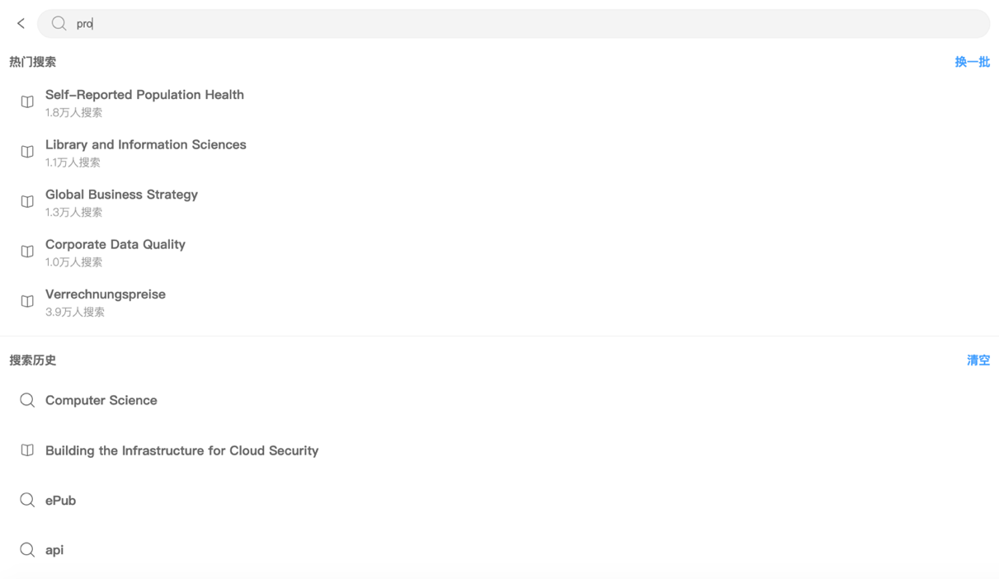 pro
热门搜索
换一批
Self-Reported Population Health
1.8万人搜索
Library and Information Sciences
1.1万人搜索
Global Business Strategy
1.3万人搜索
Corporate Data Quality
1.0万人搜索
Verrechnungspreise
3.9万人搜索
搜索历史
清空
Computer Science
Building the Infrastructure for Cloud Security
ePub
api